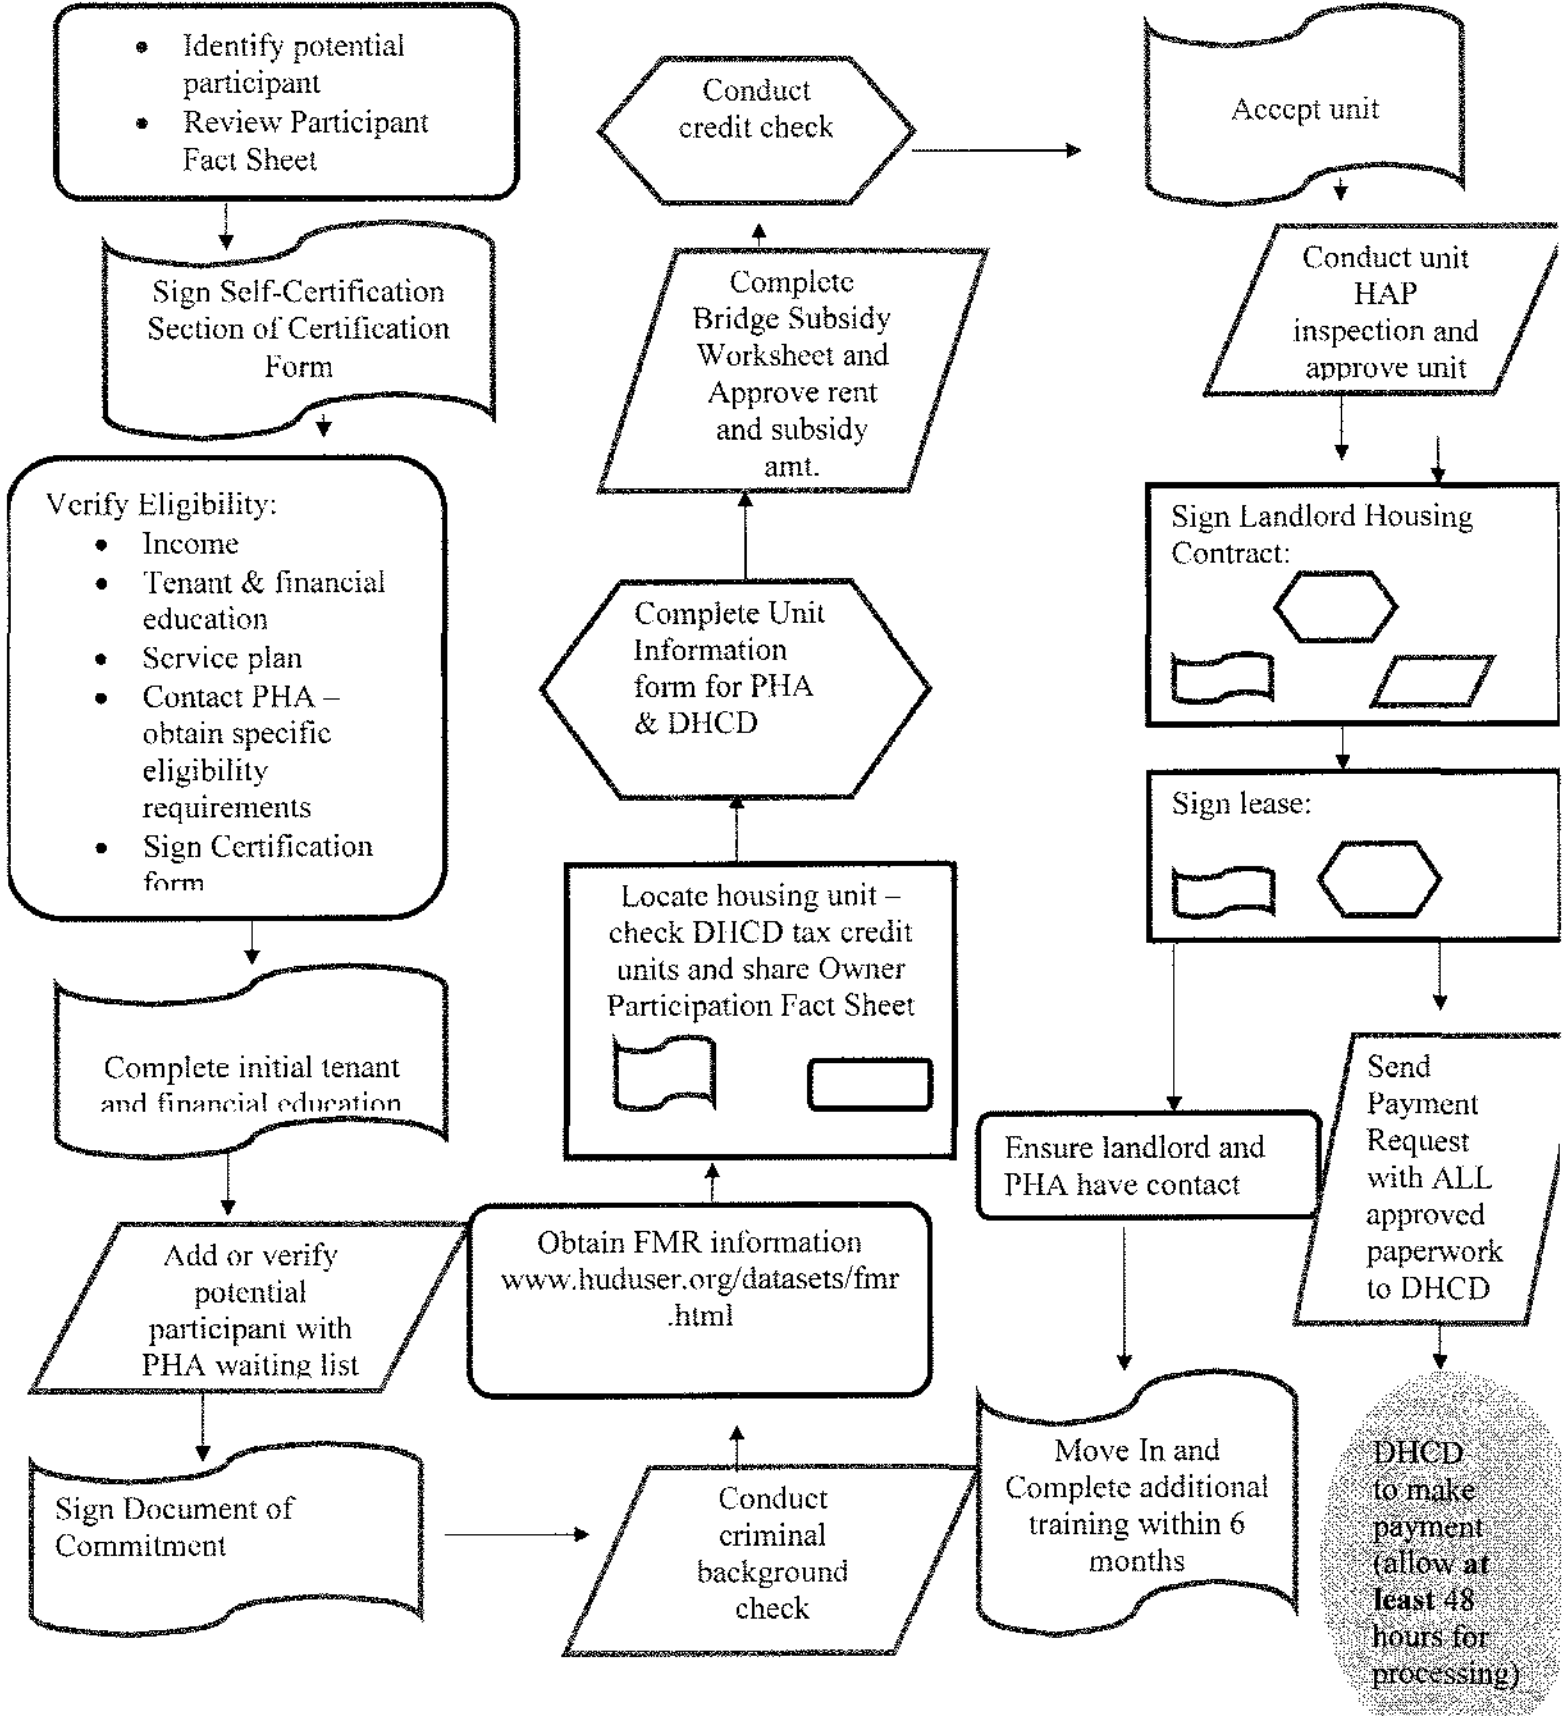 • Identify potential
participant
• Review Participant
Fact Sheet
Sign Self-Certification
Section of Certification
Form
Verify Eligibility:
• Income
• Tenant & financial
education
• Service plan
• Contact PHA –
obtain specific
eligibility
requirements
• Sign Certification
form
Complete initial tenant
and financial education
Add or verify
potential
participant with
PHA waiting list
Sign Document of
Commitment
Conduct
criminal
background
check
Obtain FMR information
www.huduser.org/datasets/fmr
.html
Locate housing unit –
check DHCD tax credit
units and share Owner
Participation Fact Sheet
Complete Unit
Information
form for PHA
& DHCD
Complete
Bridge Subsidy
Worksheet and
Approve rent
and subsidy
amt.
Conduct
credit check
Accept unit
Conduct unit
HAP
inspection and
approve unit
Sign Landlord Housing
Contract:
Sign lease:
Ensure landlord and
PHA have contact
Move In and
Complete additional
training within 6
months
Send
Payment
Request
with ALL
approved
paperwork
to DHCD
DHCD
to make
payment
(allow at
least 48
hours for
processing)